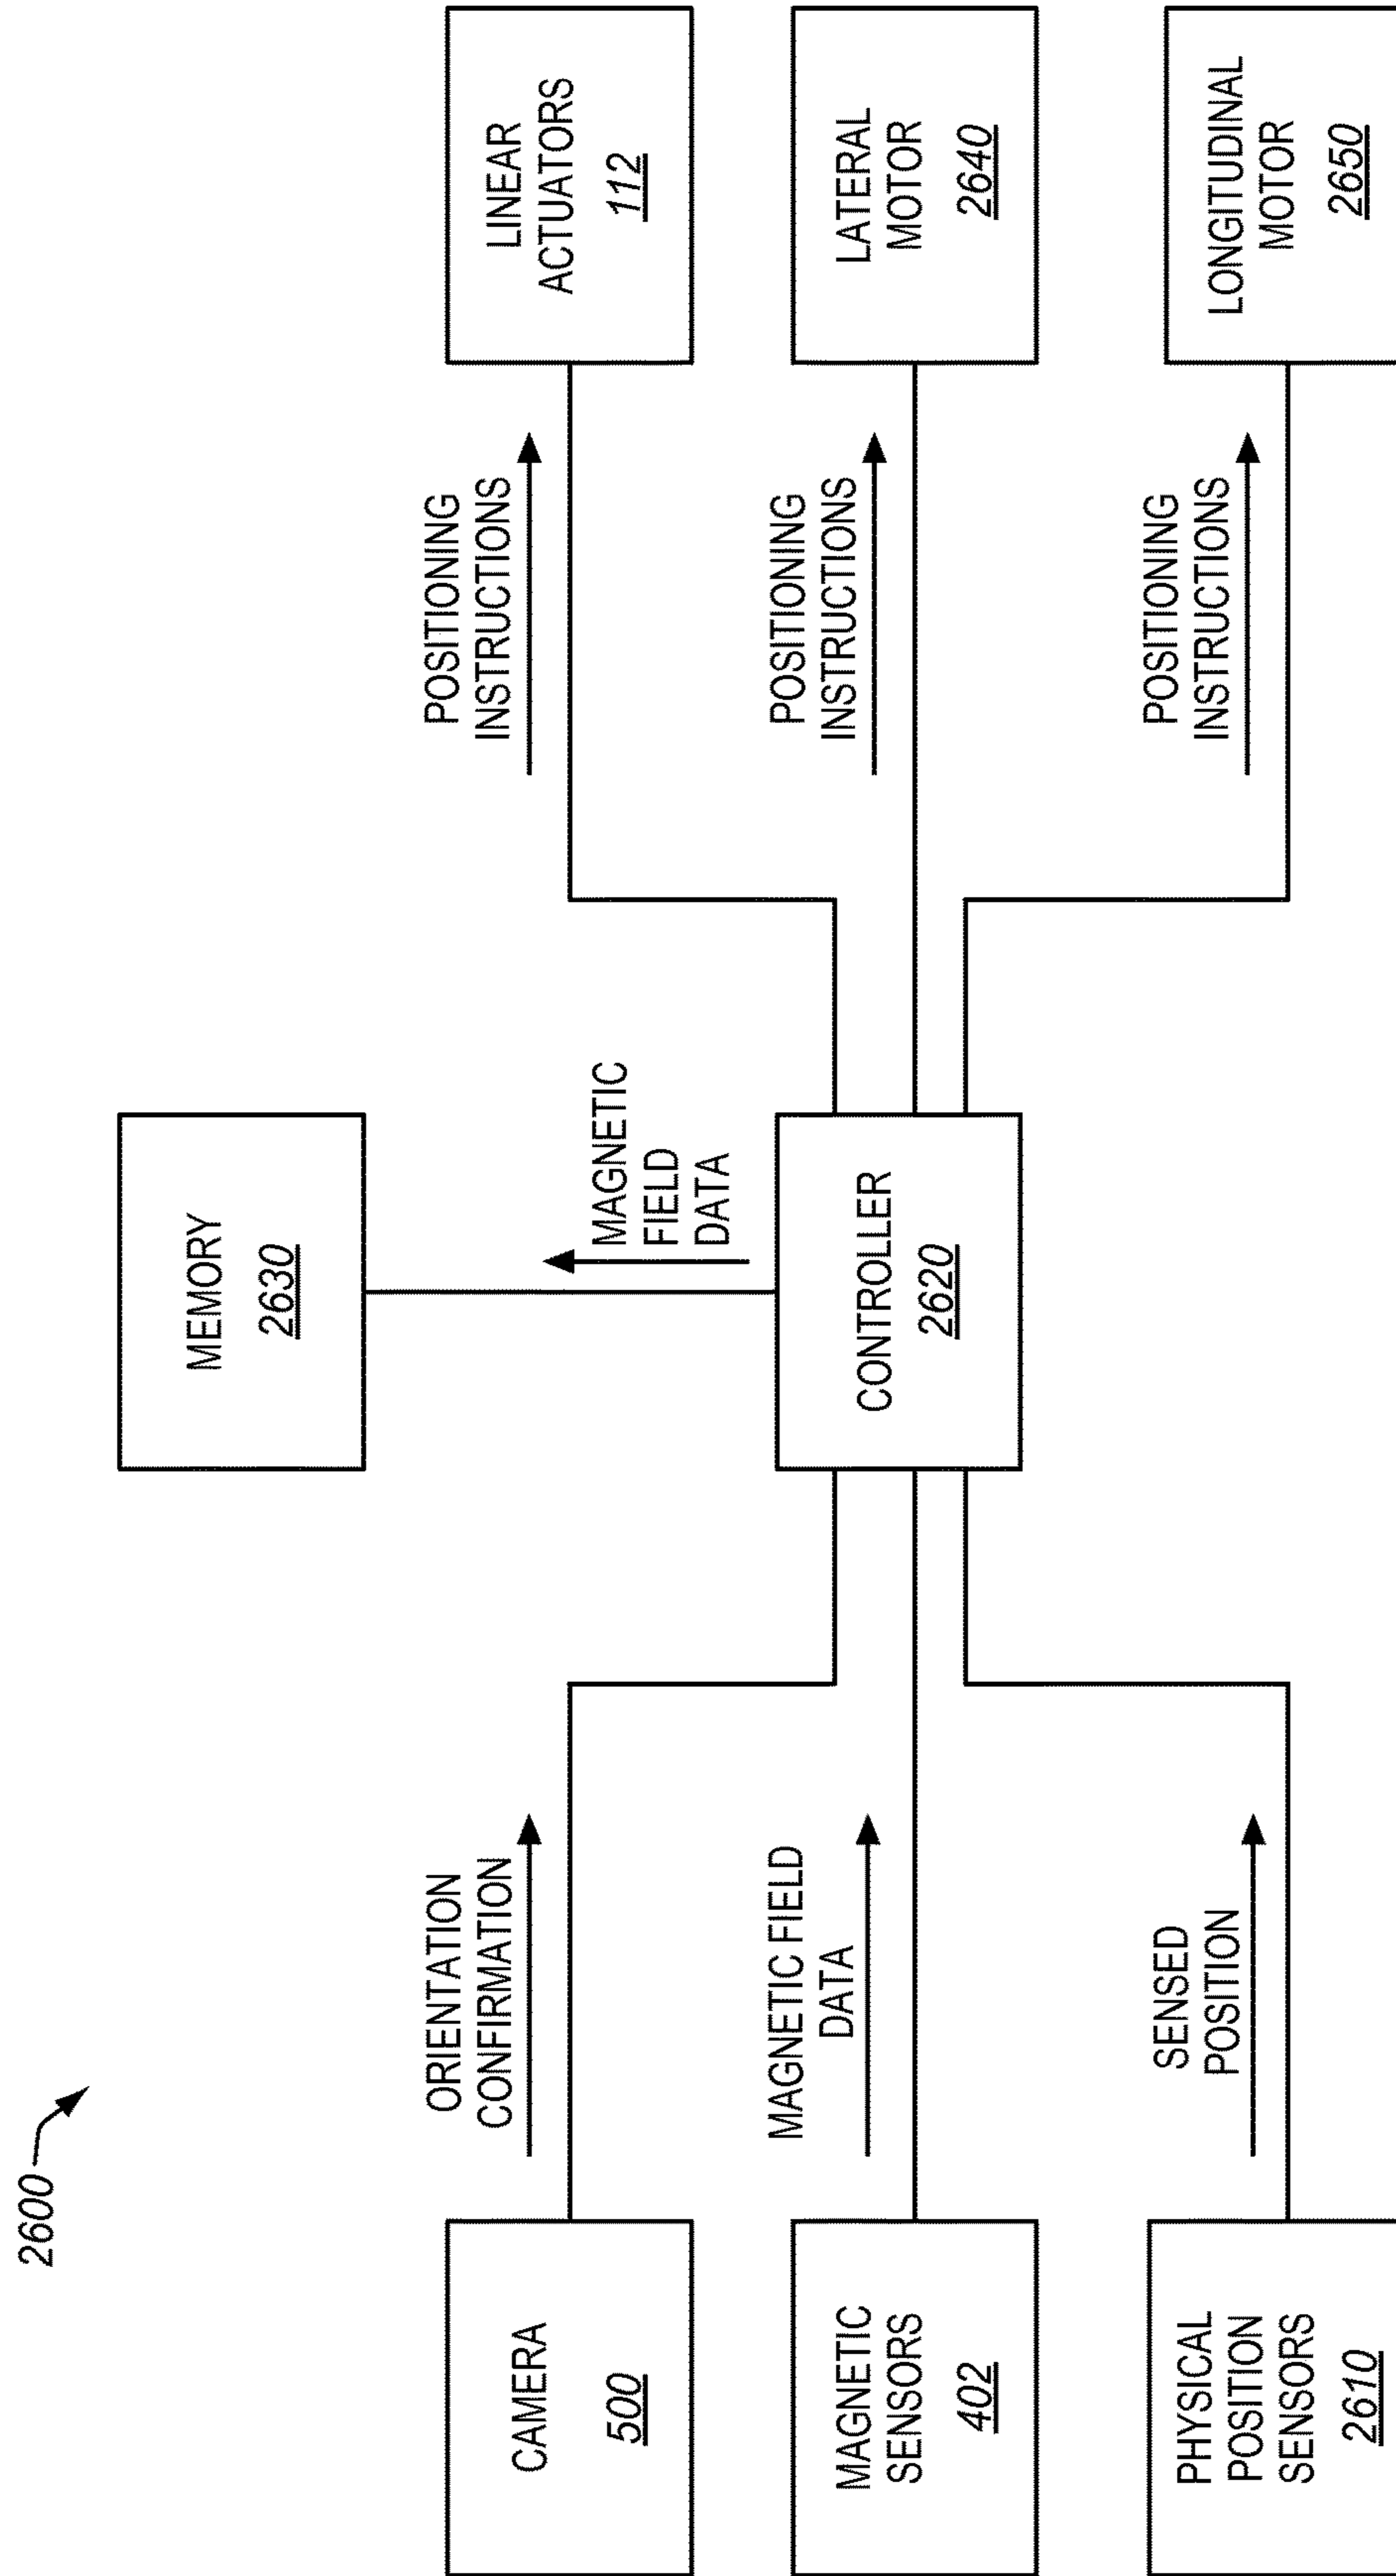 2600
MEMORY
2630
MAGNETIC
FIELD
DATA
CAMERA
500
ORIENTATION
CONFIRMATION
POSITIONING
INSTRUCTIONS
LINEAR
ACTUATORS
112
MAGNETIC
SENSORS
402
MAGNETIC FIELD
DATA
CONTROLLER
2620
POSITIONING
INSTRUCTIONS
LATERAL
MOTOR
2640
PHYSICAL
POSITION
SENSORS
2610
SENSED
POSITION
POSITIONING
INSTRUCTIONS
LONGITUDINAL
MOTOR
2650